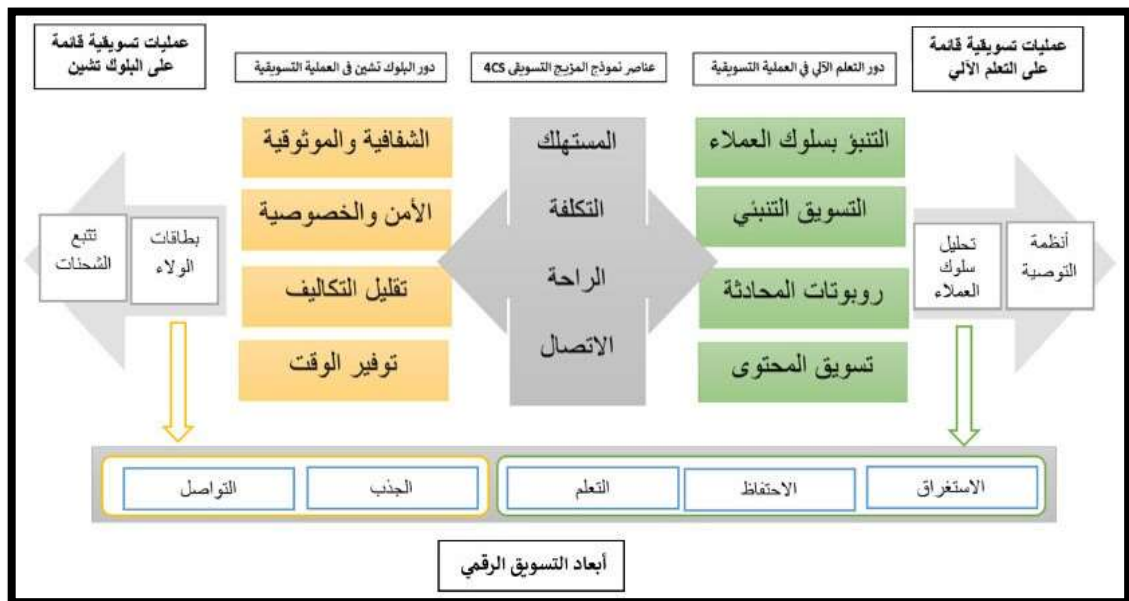 عمليات تسويقية قائمة
على التعلم الآلي
دور التعلم الآلي في العملية التسويقية
عناصر نموذج المزيج التسويقى 4CS
دور البلوك تشين فى العملية التسويقية
عمليات تسويقية قائمة
على البلوك تشين
التنبؤ بسلوك العملاء
التسويق التنبئي
روبوتات المحادثة
تسويق المحتوى
المستهلك
التكلفة
الراحة
الاتصال
الشفافية والموثوقية
الأمن والخصوصية
تقليل التكاليف
توفير الوقت
أنظمة
التوصية
تحليل
سلوك
العملاء
بطاقات
الولاء
تتبع
الشحنات
الاستغراق
الاحتفاظ
التعلم
الجذب
التواصل
أبعاد التسويق الرقمي